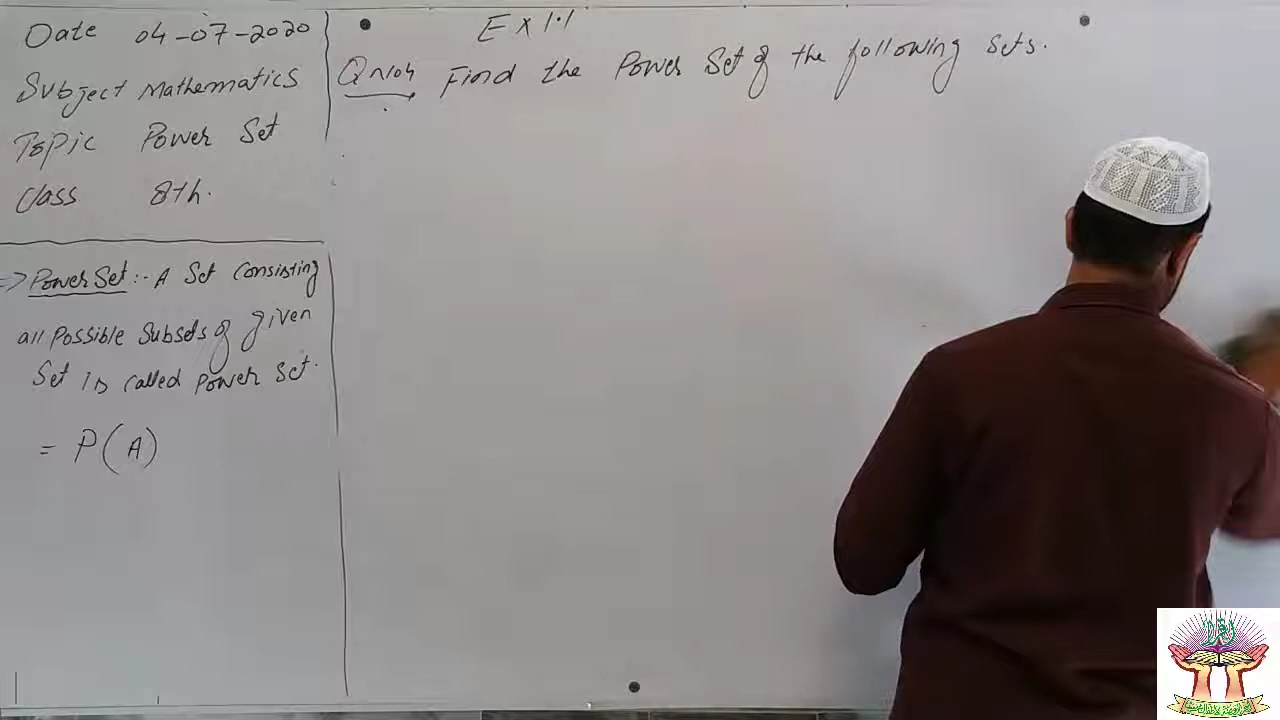 Date 04-07-2020
Subject Mathematics
Topic Power Set
Class 8th.
=> Power Set :- A Set Consisting
all Possible Subsets of given
Set is called Power Set.
= P(A)
Ex 1.1
Find the Power Set of the following Sets.